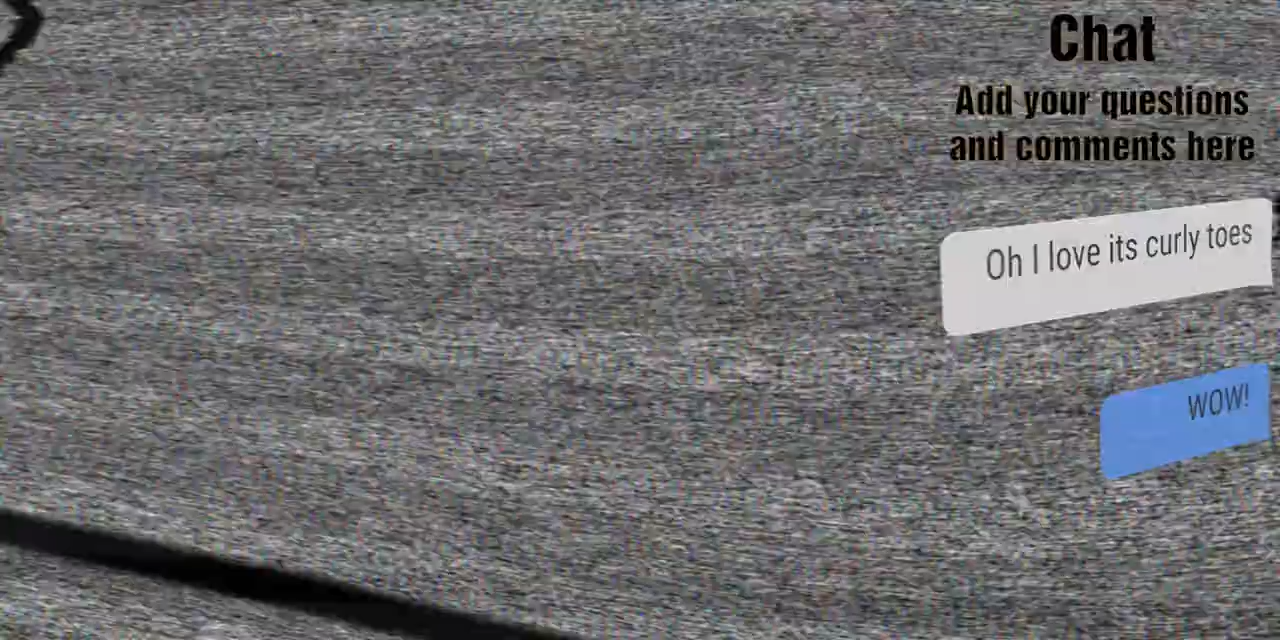 Chat
Add your questions
and comments here
Oh I love its curly toes
WOW!